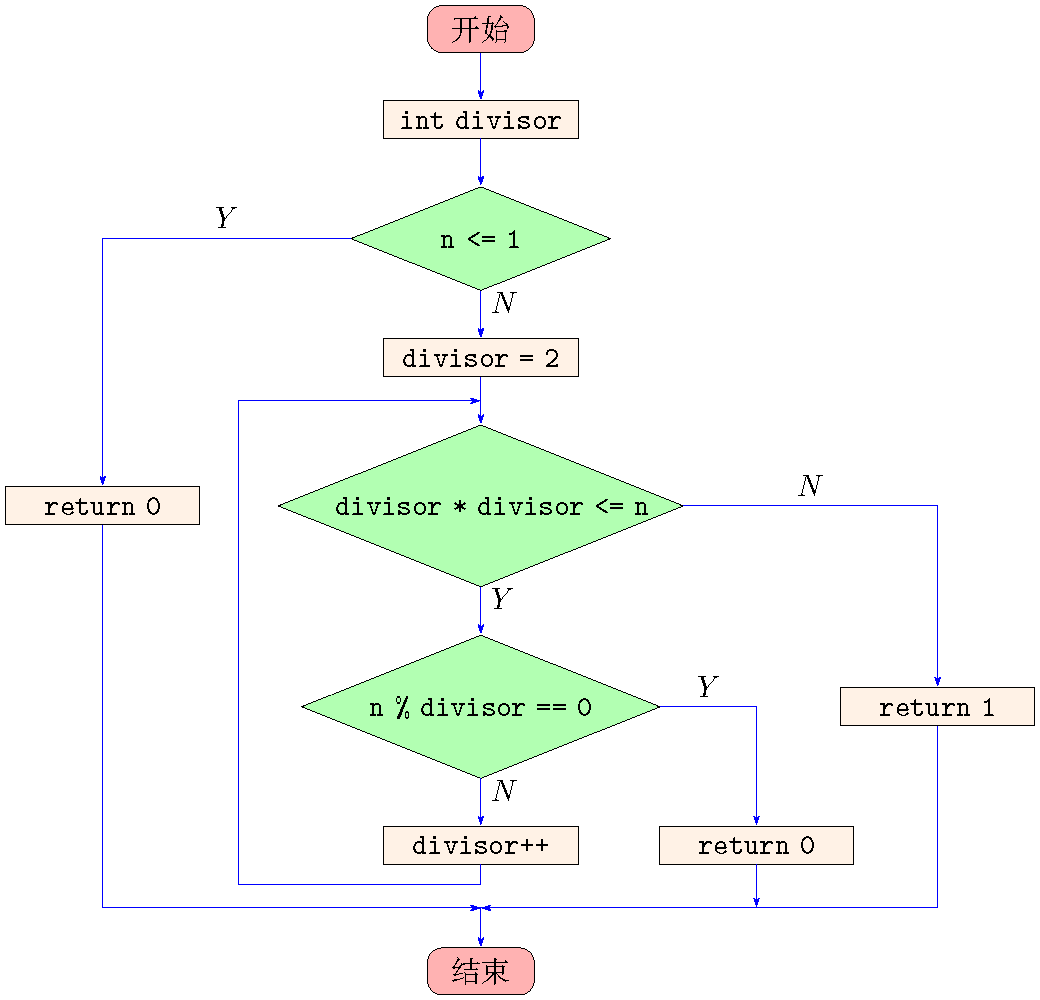 开始
int divisor
n <= 1
Y
N
divisor = 2
divisor * divisor <= n
N
Y
return 0
n % divisor == 0
Y
N
return 1
divisor++
return 0
结束